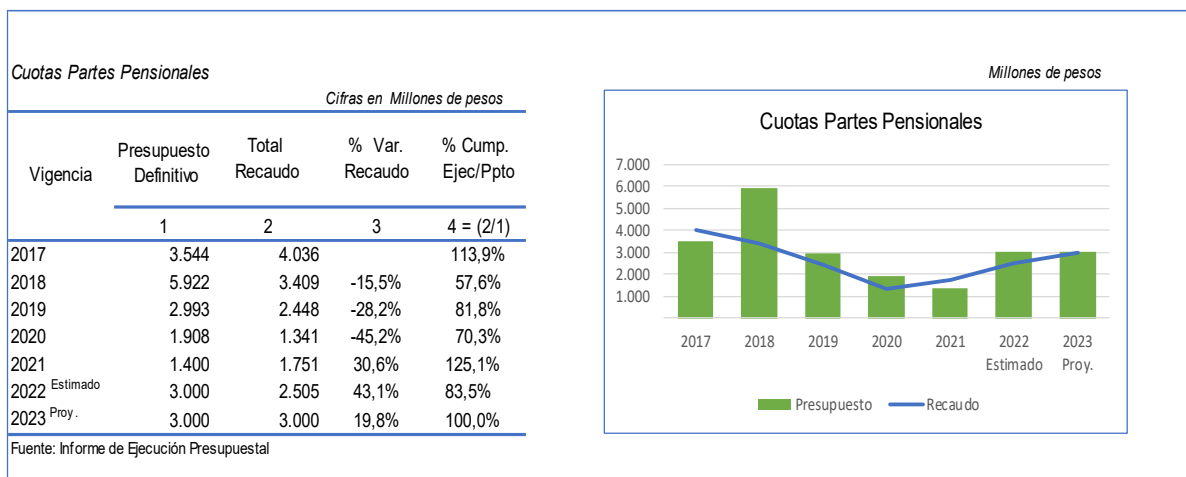 Cuotas Partes Pensionales
Cifras en Millones de pesos
Vigencia Presupuesto Definitivo Total Recaudo % Var. Recaudo % Cump. Ejec/Ppto
1 2 3 4 = (2/1)
2017 3.544 4.036 113,9%
2018 5.922 3.409 -15,5% 57,6%
2019 2.993 2.448 -28,2% 81,8%
2020 1.908 1.341 -45,2% 70,3%
2021 1.400 1.751 30,6% 125,1%
2022 Estimado 3.000 2.505 43,1% 83,5%
2023 Proy. 3.000 3.000 19,8% 100,0%
Fuente: Informe de Ejecución Presupuestal
Millones de pesos
Cuotas Partes Pensionales
7.000
6.000
5.000
4.000
3.000
2.000
1.000
2017 2018 2019 2020 2021 2022 2023
Estimado Proy.
Presupuesto Recaudo